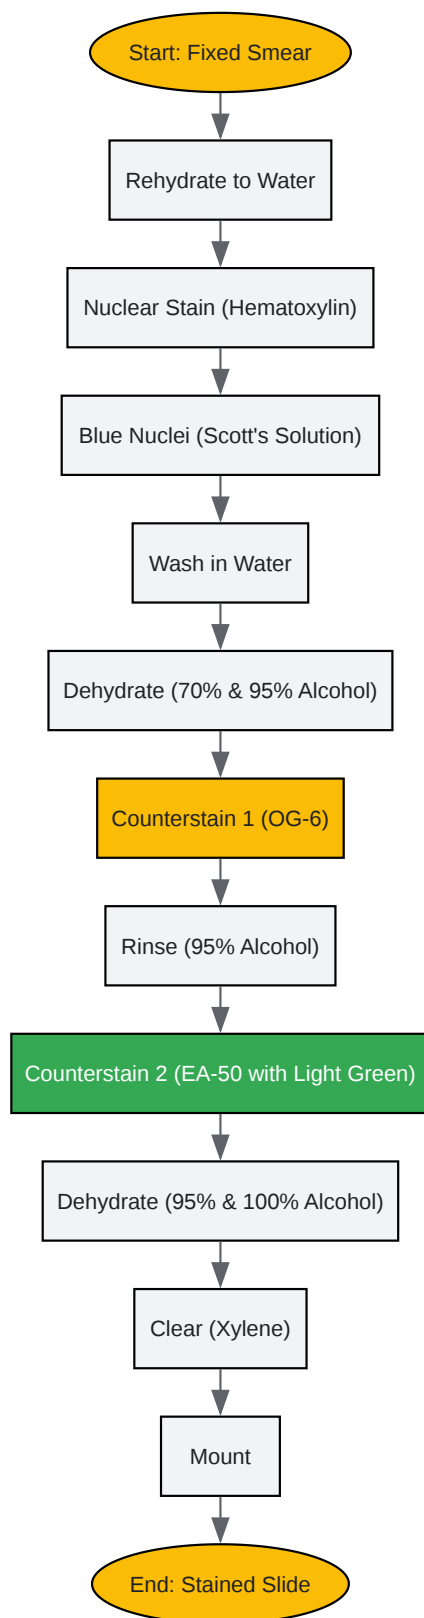 Start: Fixed Smear
Rehydrate to Water
Nuclear Stain (Hematoxylin)
Blue Nuclei (Scott's Solution)
Wash in Water
Dehydrate (70% & 95% Alcohol)
Counterstain 1 (OG-6)
Rinse (95% Alcohol)
Counterstain 2 (EA-50 with Light Green)
Dehydrate (95% & 100% Alcohol)
Clear (Xylene)
Mount
End: Stained Slide